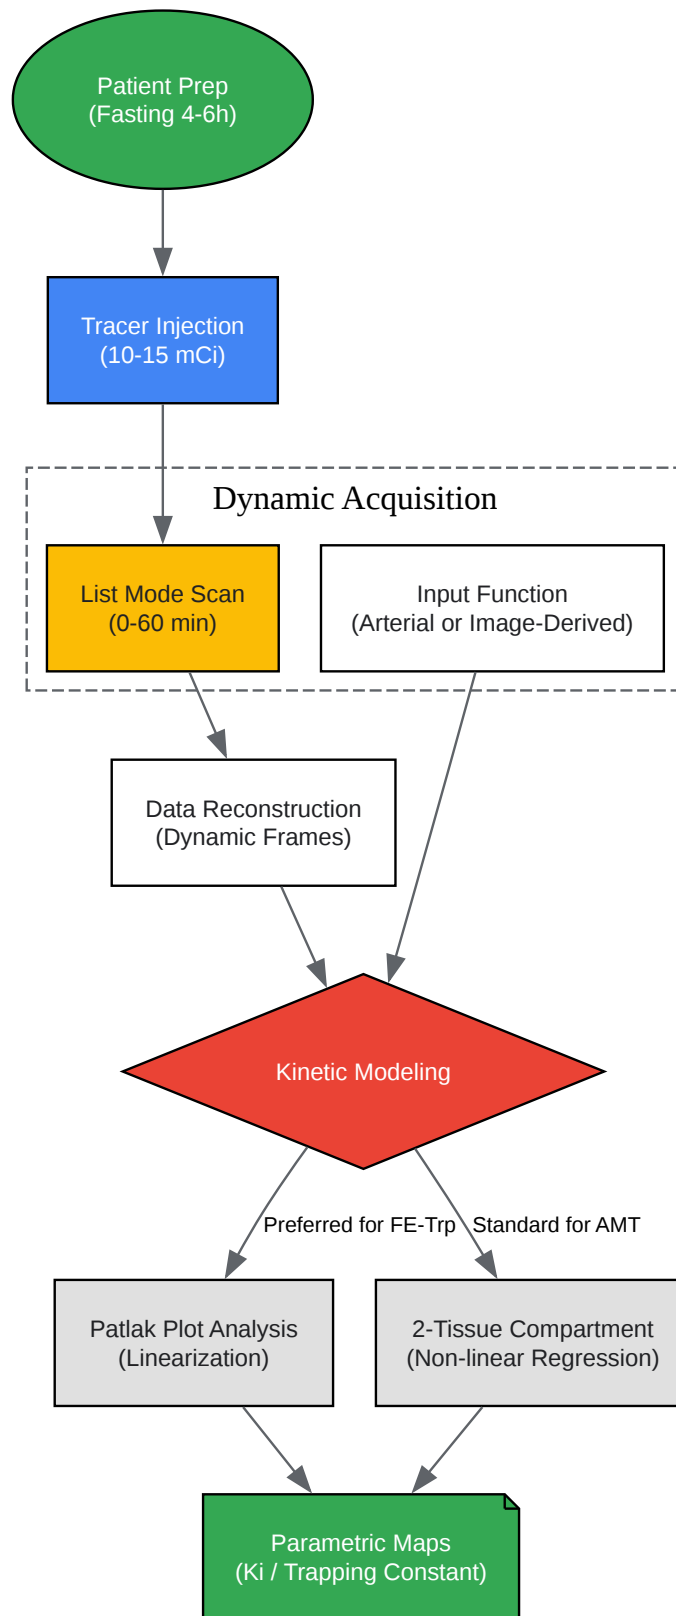 Patient Prep
(Fasting 4-6h)
Tracer Injection
(10-15 mCi)
Dynamic Acquisition
List Mode Scan
(0-60 min)
Input Function
(Arterial or Image-Derived)
Data Reconstruction
(Dynamic Frames)
Kinetic Modeling
Preferred for FE-Trp
Standard for AMT
Patlak Plot Analysis
(Linearization)
2-Tissue Compartment
(Non-linear Regression)
Parametric Maps
(Ki / Trapping Constant)